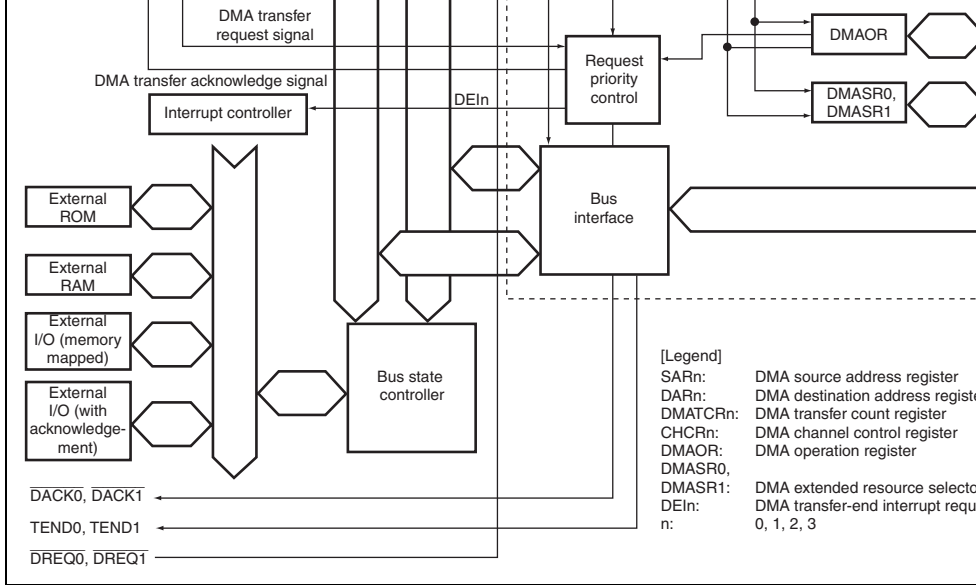 DMA transfer
request signal
DMA transfer acknowledge signal
Interrupt controller
DEIn
Request
priority
control
DMAOR
DMASR0,
DMASR1
Bus
interface
External
ROM
External
RAM
External
I/O (memory
mapped)
External
I/O (with
acknowledge-
ment)
Bus state
controller
DACK0, DACK1
TEND0, TEND1
DREQ0, DREQ1
[Legend]
SARn: DMA source address register
DARn: DMA destination address
DMATCRn: DMA transfer count register
CHCRn: DMA channel control register
DMAOR: DMA operation register
DMASR0,
DMASR1: DMA extended resource
DEIn: DMA transfer-end interrupt
n: 0, 1, 2, 3